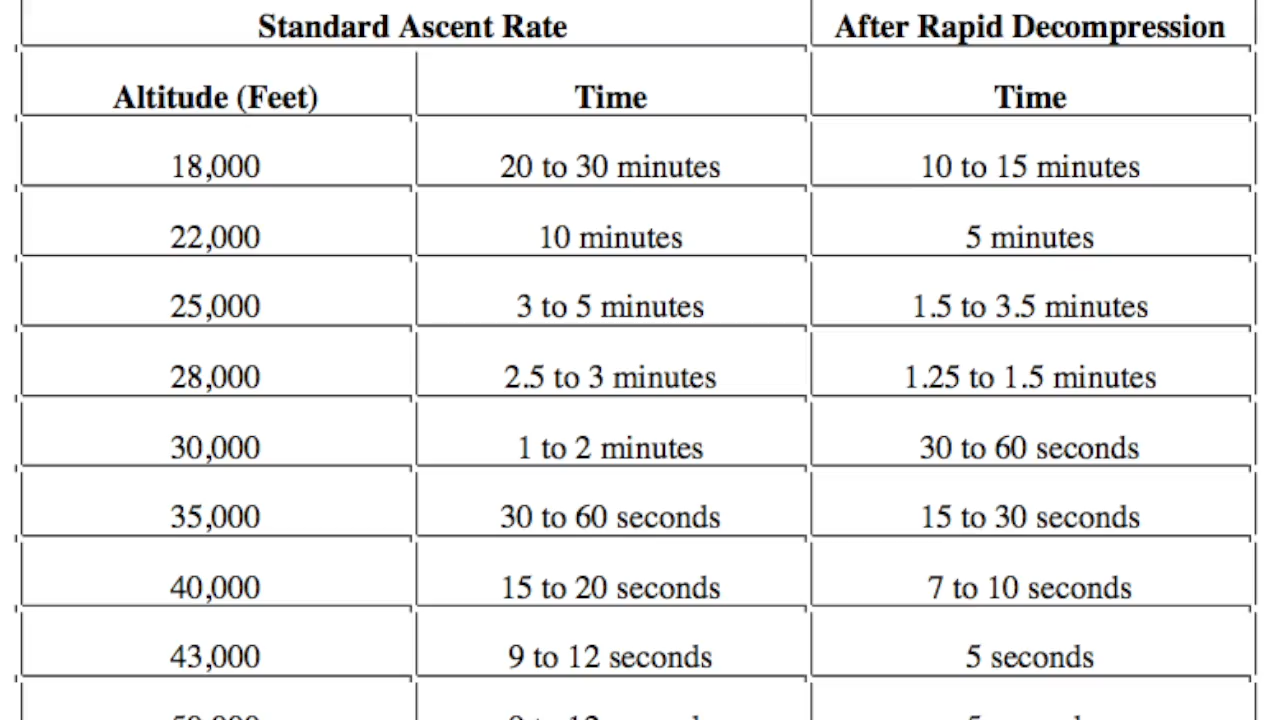 Standard Ascent Rate After Rapid Decompression
Altitude (Feet) Time Time
18,000 20 to 30 minutes 10 to 15 minutes
22,000 10 minutes 5 minutes
25,000 3 to 5 minutes 1.5 to 3.5 minutes
28,000 2.5 to 3 minutes 1.25 to 1.5 minutes
30,000 1 to 2 minutes 30 to 60 seconds
35,000 30 to 60 seconds 15 to 30 seconds
40,000 15 to 20 seconds 7 to 10 seconds
43,000 9 to 12 seconds 5 seconds